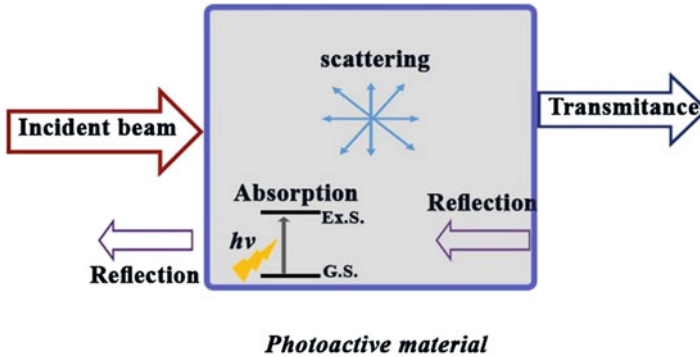 scattering
Incident beam
Transmitance
Absorption
Ex.S.
Reflection
hν
G.S.
Reflection
Photoactive material